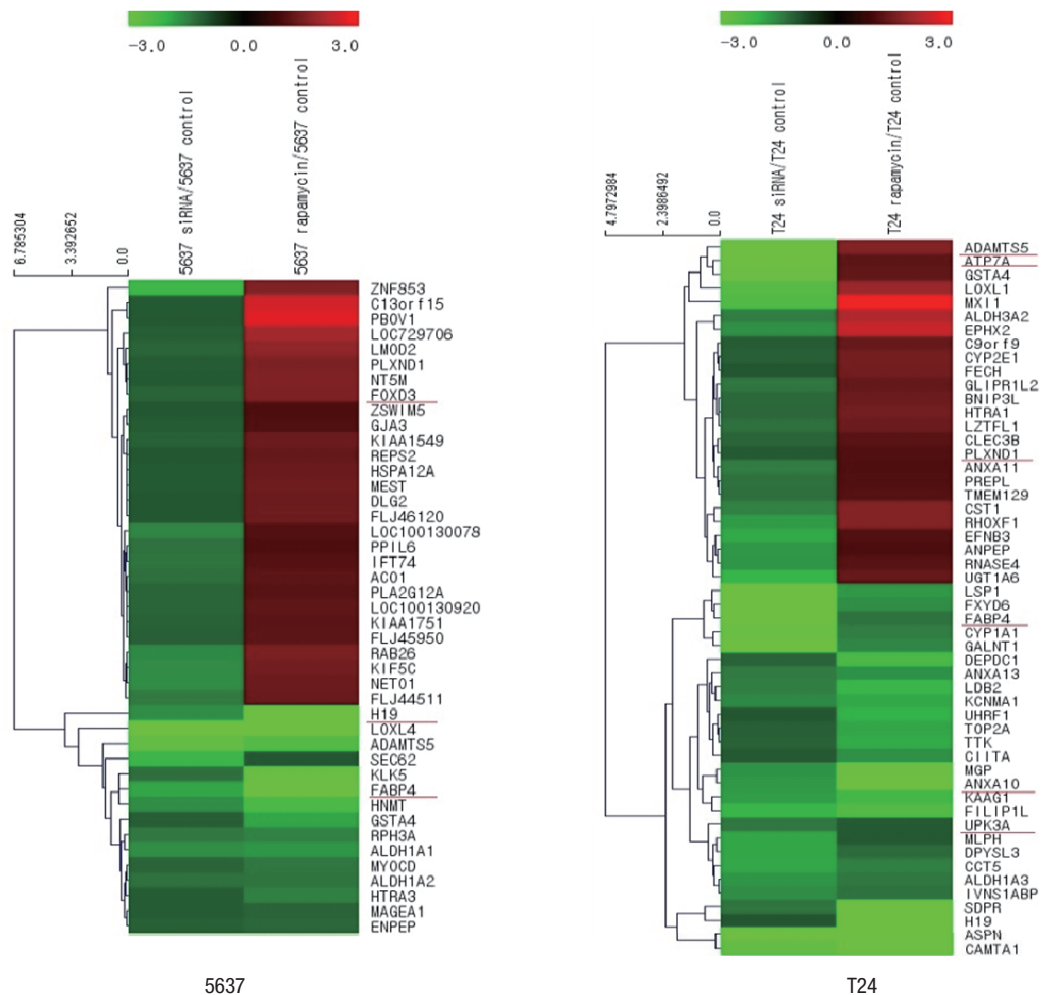 -3.0 0.0 3.0
6.785304
3.392652
0.0
5637 siRNA/5637 control
5637 rapamycin/5637 control
ZNF853
C13orf15
PBOV1
LOC729706
LMOD2
PLXND1
NT5M
FOXD3
ZSWIM5
GJA3
KIAA1549
REPS2
HSPA12A
MEST
DLG2
FLJ46120
LOC100130078
PPIL6
IFT74
ACO1
PLA2G12A
LOC100130920
KIAA1751
FLJ45950
RAB26
KIF5C
NETO1
FLJ44511
H19
LOXL4
ADAMTS5
SEC62
KLK5
FABP4
HNMT
GSTA4
RPH3A
ALDH1A1
MYOCD
ALDH1A2
HTRA3
MAGEA1
ENPEP
5637
-3.0 0.0 3.0
4.7972984
2.3986492
0.0
T24 siRNA/T24 control
T24 rapamycin/T24 control
ADAMTS5
ATP7A
GSTA4
LOXL1
MXI1
ALDH3A2
EPHX2
C9orf9
CYP2E1
FECH
GLIPR1L2
BNIP3L
HTRA1
LZTFL1
CLEC3B
PLXND1
ANXA11
PREPL
TMEM129
CST1
RHOXF1
EFNB3
ANPEP
RNASE4
UGT1A6
LSP1
FXYD6
FABP4
CYP1A1
GALNT1
DEPDC1
ANXA13
LDB2
KCNMA1
UHRF1
TOP2A
TTK
CIITA
MGP
ANXA10
KAAG1
FILIP1L
UPK3A
MLPH
DPYSL3
CCT5
ALDH1A3
IVNS1ABP
SDPR
H19
ASPN
CAMTA1
T24